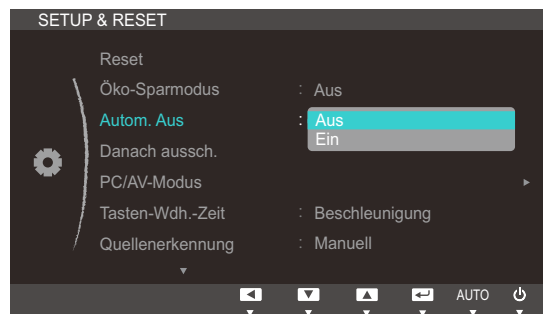 SETUP & RESET
Reset
Öko-Sparmodus : Aus
Autom. Aus : Aus
Ein
Danach aussch.
PC/AV-Modus
Tasten-Wdh.-Zeit : Beschleunigung
Quellenerkennung : Manuell
AUTO